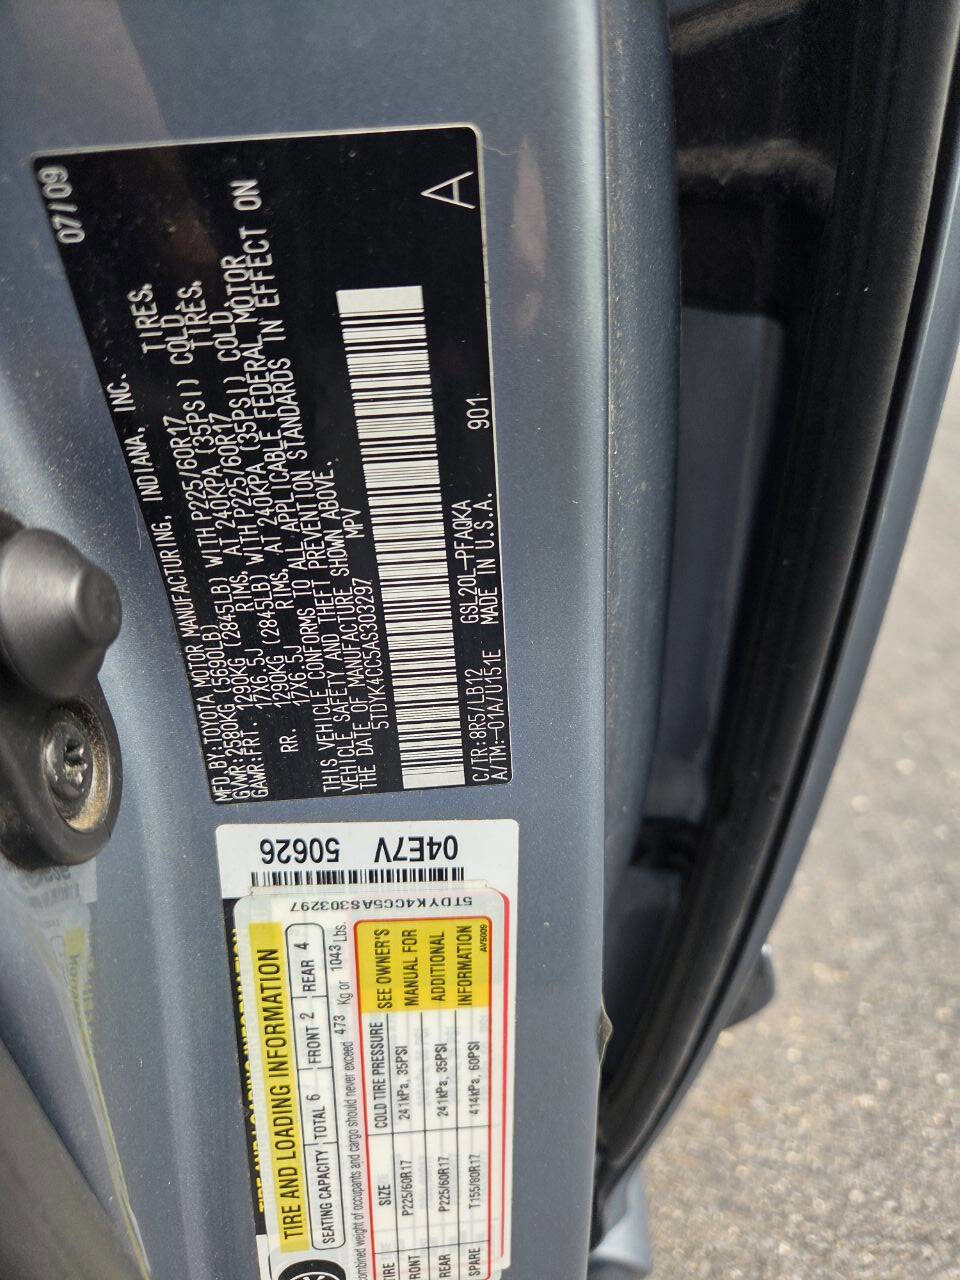 07/09
MFD.BY:TOYOTA MOTOR MANUFACTURING, INDIANA, INC.
GVWR:2580KG (5690LB)
GAWR:FRT. 1290KG (2845LB) WITH P225/60R17 TIRES.
17X6.5J RIMS, AT 240KPA (35PSI) COLD.
RR. 1290KG (2845LB) WITH P225/60R17 TIRES.
17X6.5J RIMS, AT 240KPA (35PSI) COLD.
THIS VEHICLE CONFORMS TO ALL APPLICABLE FEDERAL MOTOR
VEHICLE SAFETY AND THEFT PREVENTION STANDARDS IN EFFECT ON
THE DATE OF MANUFACTURE SHOWN ABOVE.
5TDYK4CC5AS303297 MPV
A
C/TR:8R5/LB12 GSL20L-PFAQKA 901
A/TM:-01A/U151E MADE IN U.S.A.
04E7V 50626
5TDYK4CC5AS303297
TIRE AND LOADING INFORMATION
TIRE AND LOADING INFORMATION
SEATING CAPACITY TOTAL 6 FRONT 2 REAR 4
combined weight of occupants and cargo should never exceed 473 Kg or 1043 Lbs.
TIRE SIZE COLD TIRE PRESSURE SEE OWNER'S
FRONT P225/60R17 241kPa, 35PSI MANUAL FOR
REAR P225/60R17 241kPa, 35PSI ADDITIONAL
SPARE T155/80R17 414kPa, 60PSI INFORMATION
AV5009